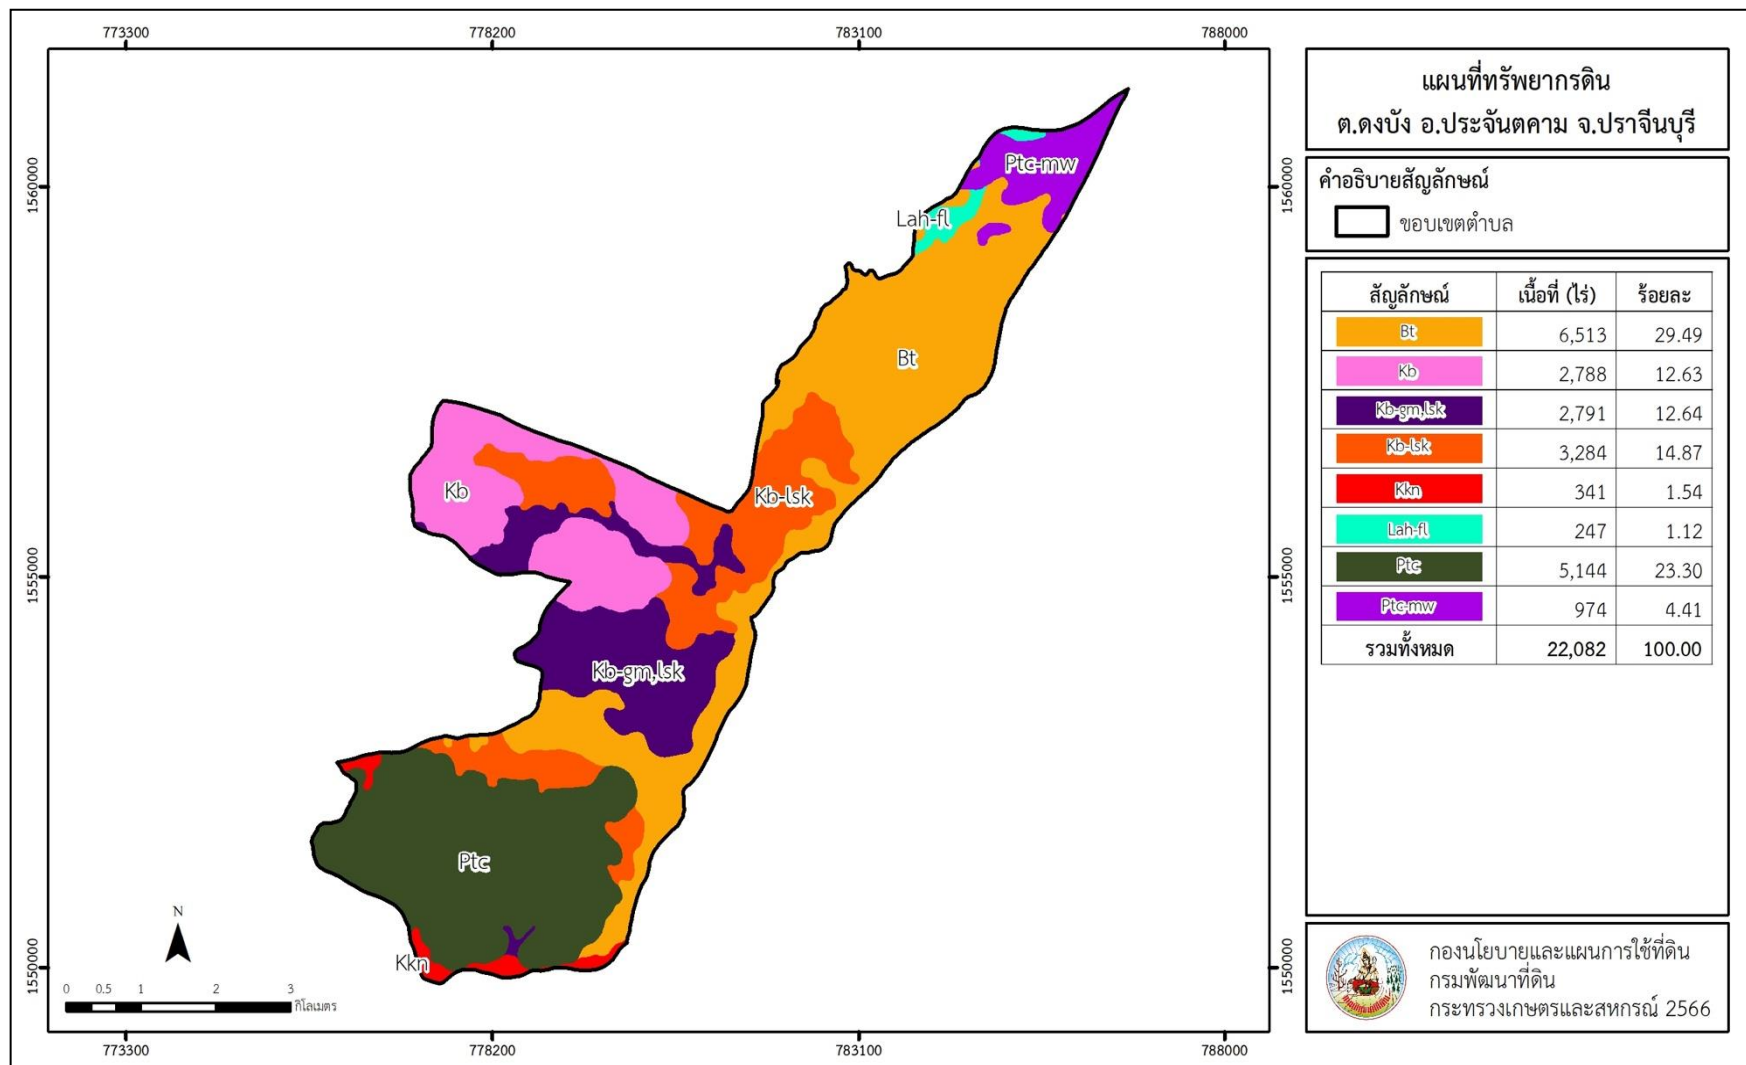 773300 778200 783100 788000
1560000 1560000
1555000 1555000
1550000 1550000
Ptc-mw
Lah-fl
Bt
Kb
Kb-lsk
Kb-gm,lsk
Ptc
Kkn
N
0 0.5 1 2 3
กิโลเมตร
773300 778200 783100 788000
แผนที่ทรัพยากรดิน
ต.ดงบัง อ.ประจันตคาม จ.ปราจีนบุรี
คำอธิบายสัญลักษณ์
ขอบเขตตำบล
สัญลักษณ์ เนื้อที่ (ไร่) ร้อยละ
Bt 6,513 29.49
Kb 2,788 12.63
Kb-gm,lsk 2,791 12.64
Kb-lsk 3,284 14.87
Kkn 341 1.54
Lah-fl 247 1.12
Ptc 5,144 23.30
Ptc-mw 974 4.41
รวมทั้งหมด 22,082 100.00
กองนโยบายและแผนการใช้ที่ดิน
กรมพัฒนาที่ดิน
กระทรวงเกษตรและสหกรณ์ 2566